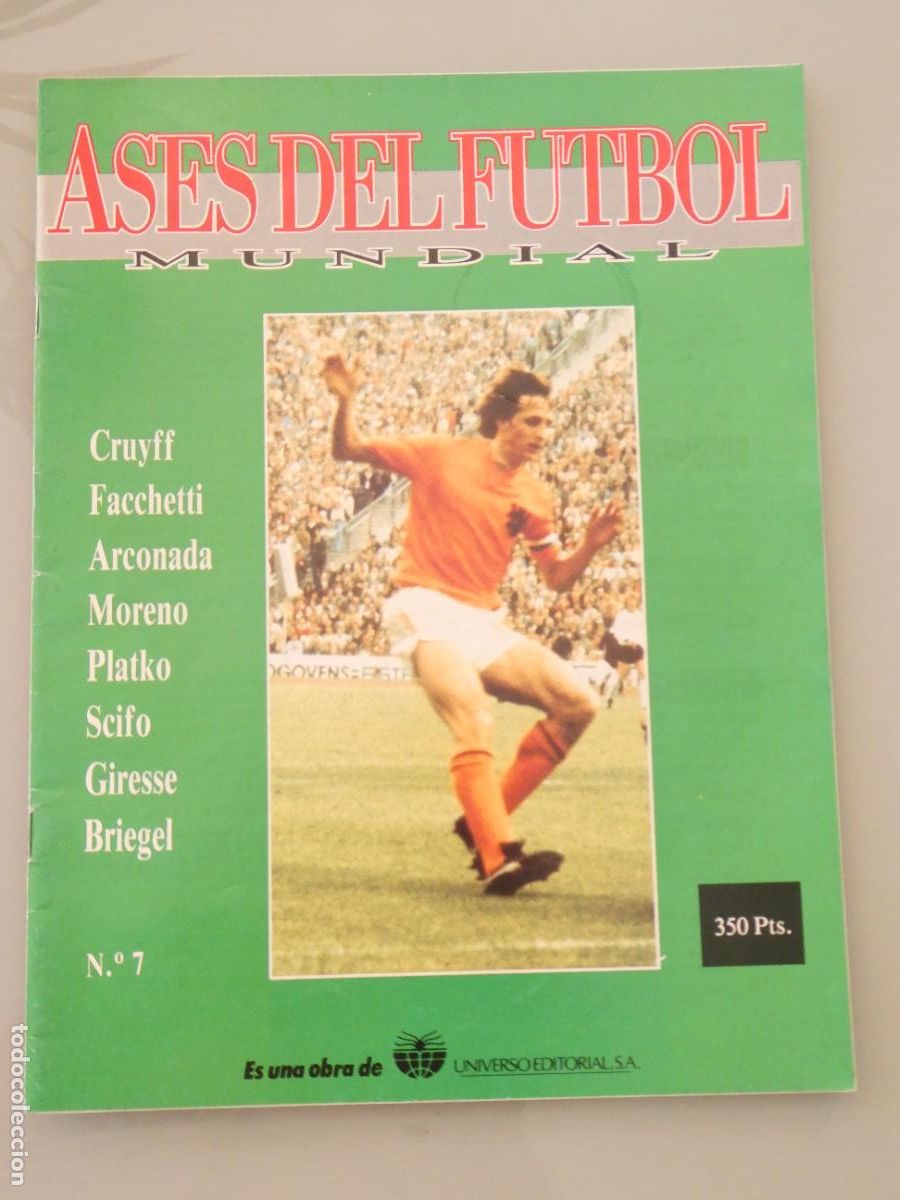 ASES DEL FUTBOL
MUNDIAL
Cruyff
Facchetti
Arconada
Moreno
Platko
Scifo
Giresse
Briegel
N.º 7
350 Pts.
Es una obra de
UNIVERSO EDITORIAL, S.A.
todocoleccion